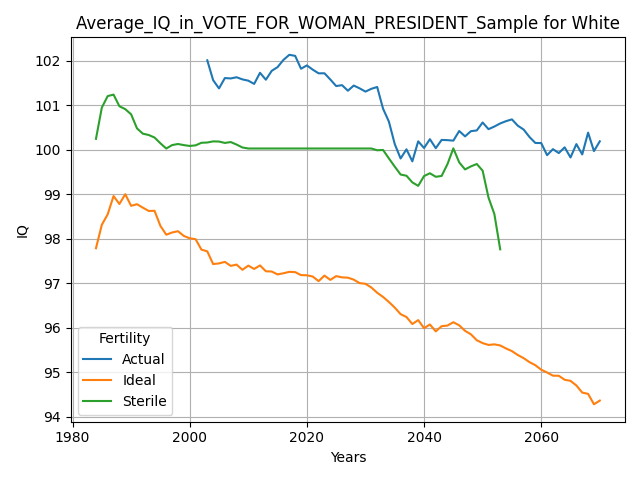 Average_IQ_in_VOTE_FOR_WOMAN_PRESIDENT_Sample for White
102
101
100
99
98
97
96
95
94
IQ
Fertility
Actual
Ideal
Sterile
1980 2000 2020 2040 2060
Years